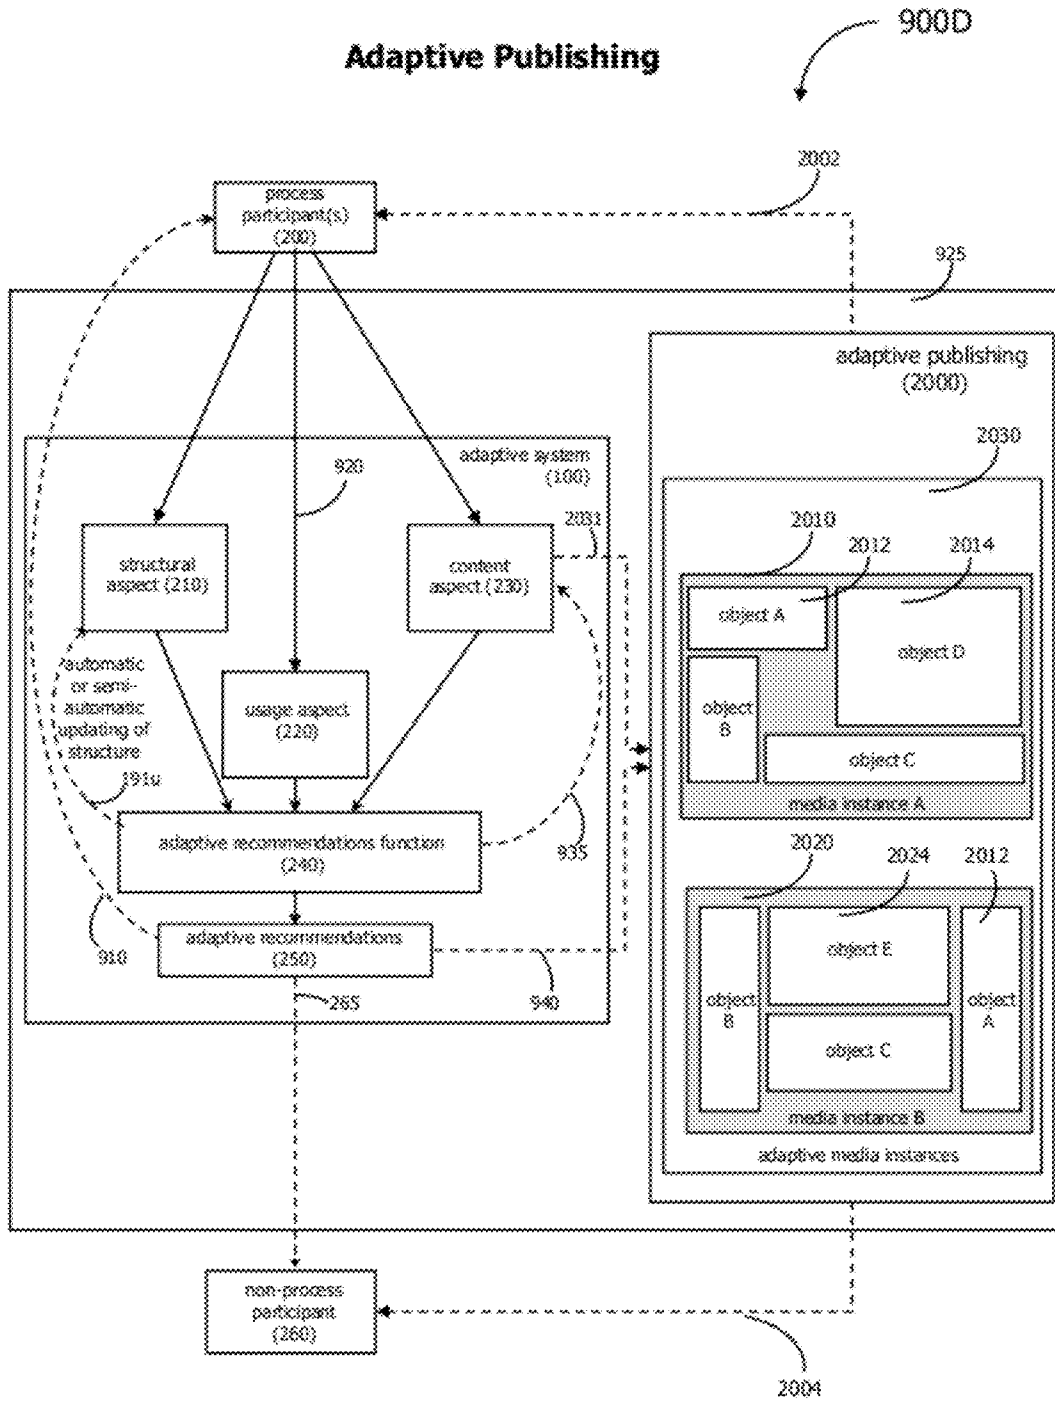 900D
Adaptive Publishing
2002
process
participant(s)
(200)
925
adaptive publishing
(2000)
adaptive system
(100)
920
2030
2031
2010
2012
2014
structural
aspect (210)
content
aspect (230)
object A
object D
automatic
or semi-
automatic
updating of
structure
usage aspect
(220)
object
B
object C
191u
media instance A
adaptive recommendations function
(240)
935
2020
2024
2012
910
adaptive recommendations
(250)
265
940
object E
object
B
object
A
object C
media instance B
adaptive media instances
non-process
participant
(260)
2004